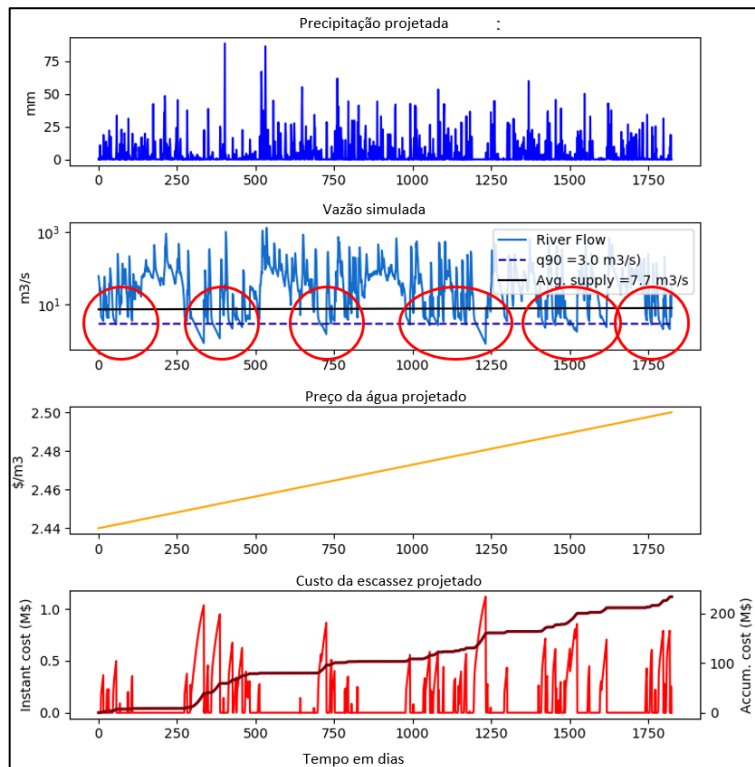 Precipitação projetada :
mm
75
50
25
0
0 250 500 750 1000 1250 1500 1750
Vazão simulada
m3/s
10³
10¹
River Flow
q90 =3.0 m3/s)
Avg. supply =7.7 m3/s
0 250 500 750 1000 1250 1500 1750
Preço da água projetado
$/m3
2.50
2.48
2.46
2.44
0 250 500 750 1000 1250 1500 1750
Custo da escassez projetado
Instant cost (M$)
1.0
0.5
0.0
Accum. cost (M$)
200
100
0
0 250 500 750 1000 1250 1500 1750
Tempo em dias